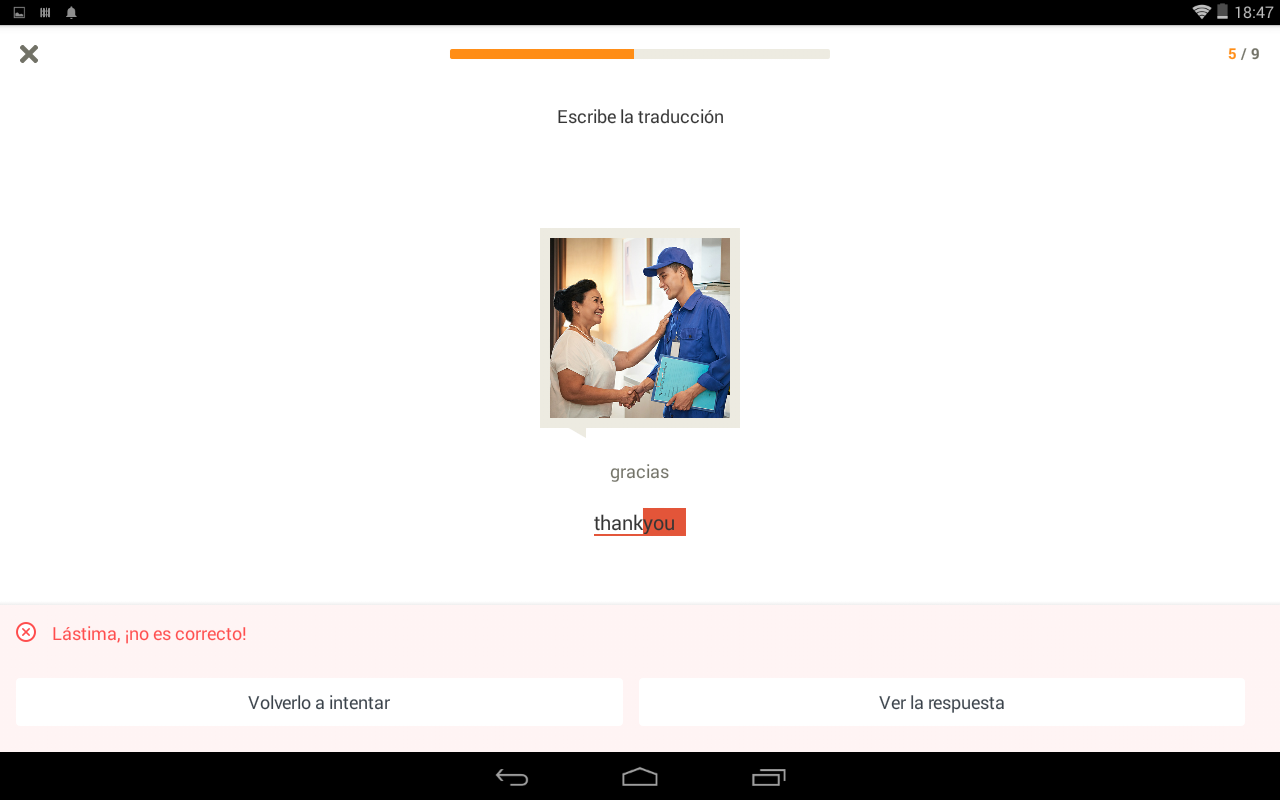 18:47
5 / 9
Escribe la traducción
gracias
thankyou
Lástima, ¡no es correcto!
Volverlo a intentar
Ver la respuesta